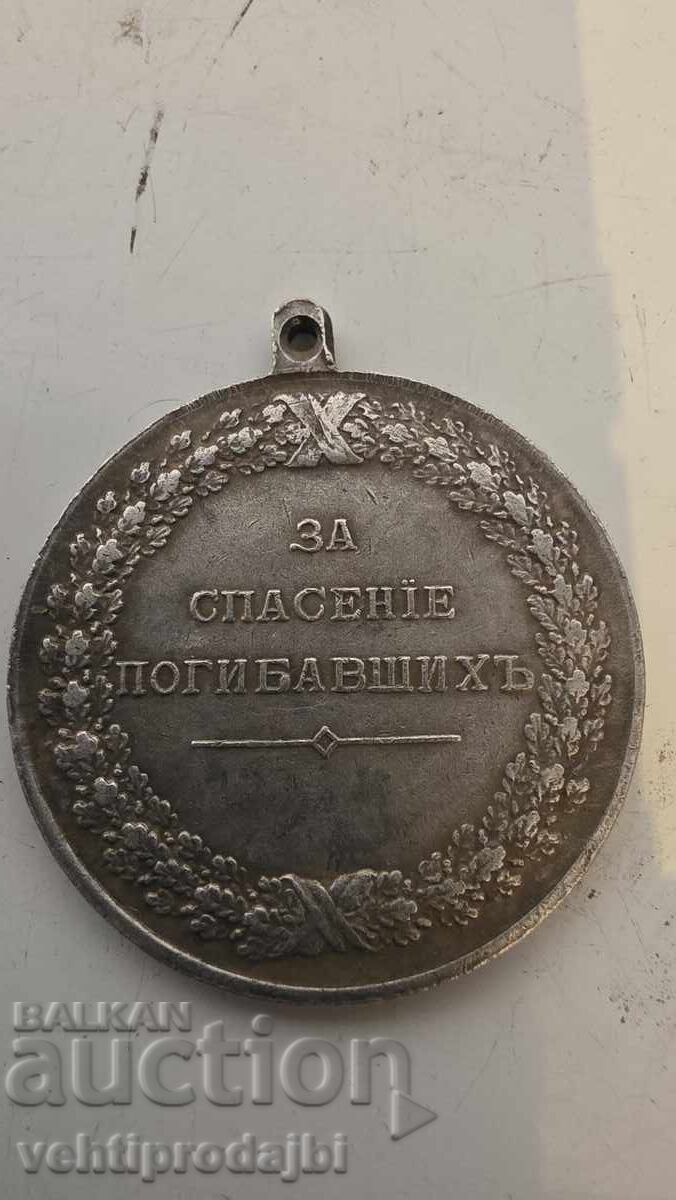 ЗА
СПАСЕНІЕ
ПОГИБАВШИХЪ
BALKAN
auction
vehtiprodajbi